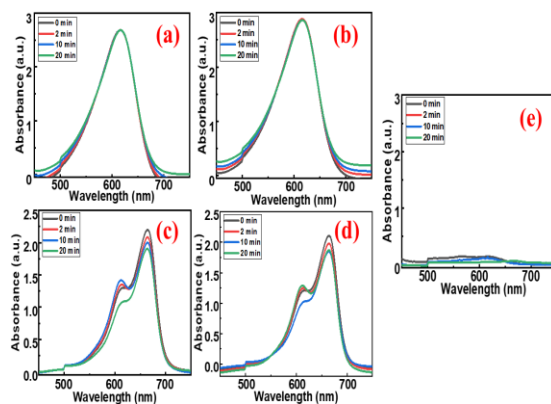 0 min
2 min
10 min
20 min
(a)
Absorbance (a.u.)
3
2
1
0
500
600
700
Wavelength (nm)
0 min
2 min
10 min
20 min
(b)
Absorbance (a.u.)
3
2
1
0
500
600
700
Wavelength (nm)
0 min
2 min
10 min
20 min
(c)
Absorbance (a.u.)
2.5
2.0
1.5
1.0
0.5
0.0
500
600
700
Wavelength (nm)
0 min
2 min
10 min
20 min
(d)
Absorbance (a.u.)
2.5
2.0
1.5
1.0
0.5
0.0
500
600
700
Wavelength (nm)
0 min
2 min
10 min
20 min
(e)
Absorbance (a.u.)
3
2
1
0
500
600
700
Wavelength (nm)